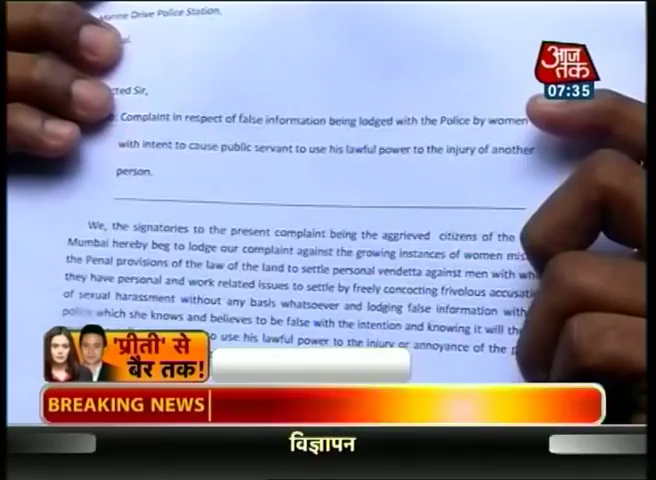 Marine Drive Police Station,
Sir,
Complaint in respect of false information being lodged with the Police by women
with intent to cause public servant to use his lawful power to the injury of another
person.
We, the signatories to the present complaint being the aggrieved citizens of the
Mumbai hereby beg to lodge our complaint against the growing instances of women
the Penal provisions of the law of the land to settle personal vendetta against men with
they have personal and work related issues to settle by freely concocting frivolous
of sexual harassment without any basis whatsoever and lodging false information with
police which she knows and believes to be false with the intention and knowing it will
use his lawful power to the injury or annoyance of the
आज तक
07:35
'प्रीती' से
बैर तक!
BREAKING NEWS
विज्ञापन